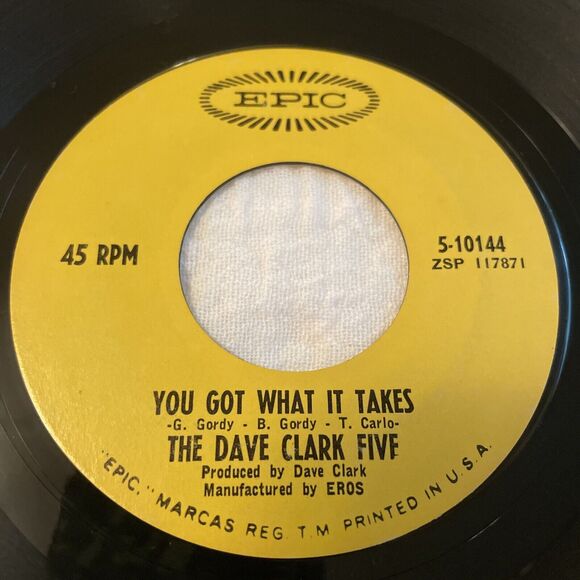 EPIC
45 RPM
5-10144
ZSP 117871
YOU GOT WHAT IT TAKES
-G. Gordy - B. Gordy - T. Carlo-
THE DAVE CLARK FIVE
Produced by Dave Clark
Manufactured by EROS
"EPIC," MARCAS REG. T.M. PRINTED IN U.S.A.